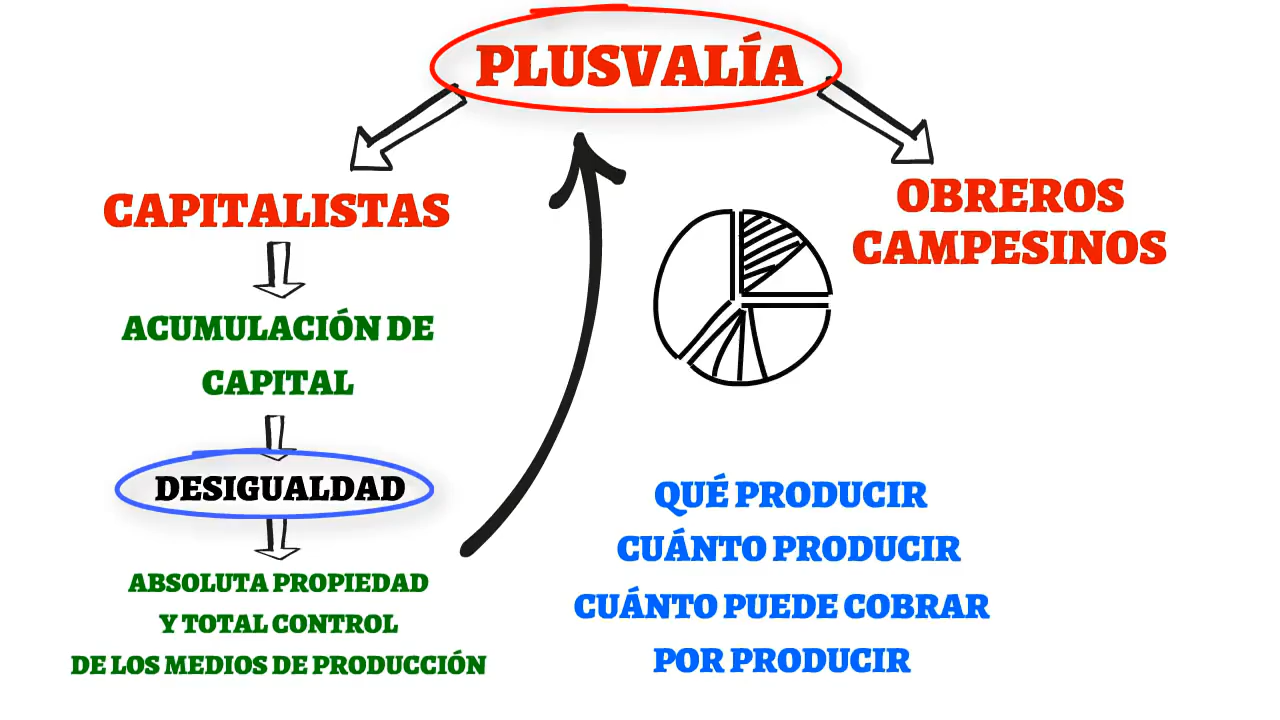 PLUSVALÍA
CAPITALISTAS
OBREROS
CAMPESINOS
ACUMULACIÓN DE
CAPITAL
DESIGUALDAD
ABSOLUTA PROPIEDAD
Y TOTAL CONTROL
DE LOS MEDIOS DE PRODUCCIÓN
QUÉ PRODUCIR
CUÁNTO PRODUCIR
CUÁNTO PUEDE COBRAR
POR PRODUCIR